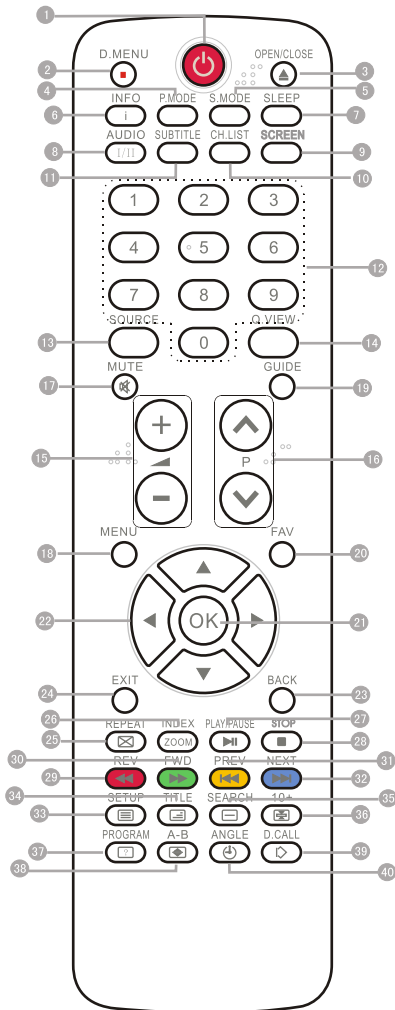 1
D.MENU OPEN/CLOSE
2 3
4 P.MODE S.MODE 5
INFO SLEEP
6 i 7
AUDIO SUBTITLE CH.LIST SCREEN
8 I/II 9
11 10
1 2 3
4 5 6
12
7 8 9
SOURCE Q.VIEW
13 0 14
MUTE GUIDE
17 19
+
15 P 16
−
MENU FAV
18 20
22 OK 21
EXIT BACK
24 23
26 27
REPEAT INDEX PLAY/PAUSE STOP
25 ZOOM 28
30 REV FWD PREV NEXT 31
29 32
34 SETUP TITLE SEARCH 10+ 35
33 36
PROGRAM A-B ANGLE D.CALL
37 ? 39
38 40